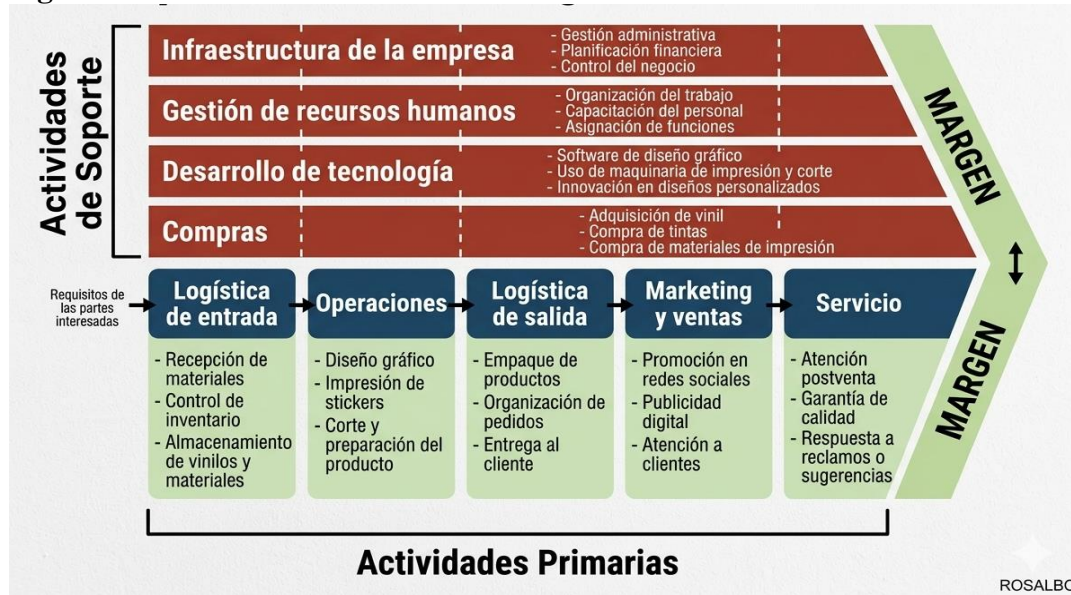 Actividades
de Soporte
Infraestructura de la empresa
- Gestión administrativa
- Planificación financiera
- Control del negocio
Gestión de recursos humanos
- Organización del trabajo
- Capacitación del personal
- Asignación de funciones
Desarrollo de tecnología
- Software de diseño gráfico
- Uso de maquinaria de impresión y corte
- Innovación en diseños personalizados
Compras
- Adquisición de vinil
- Compra de tintas
- Compra de materiales de impresión
MARGEN
MARGEN
Requisitos de
las partes
interesadas
Logística
de entrada
- Recepción de
materiales
- Control de
inventario
- Almacenamiento
de vinilos y
materiales
Operaciones
- Diseño gráfico
- Impresión de
stickers
- Corte y
preparación del
producto
Logística
de salida
- Empaque de
productos
- Organización de
pedidos
- Entrega al
cliente
Marketing
y ventas
- Promoción en
redes sociales
- Publicidad
digital
- Atención a
clientes
Servicio
- Atención
postventa
- Garantía de
calidad
- Respuesta a
reclamos o
sugerencias
Actividades Primarias
ROSALBO